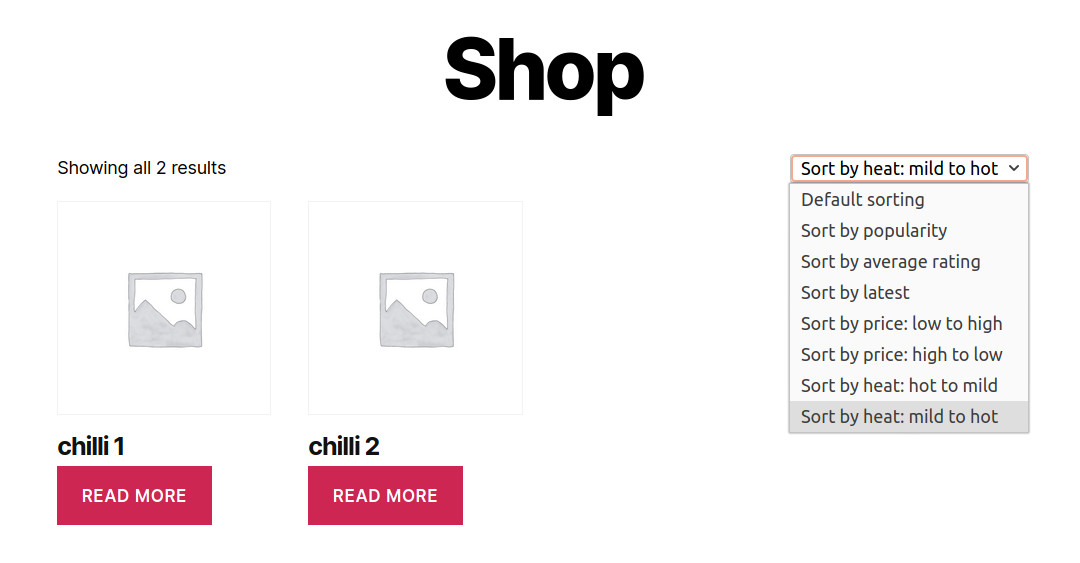 Shop
Showing all 2 results
Sort by heat: mild to hot
Default sorting
Sort by popularity
Sort by average rating
Sort by latest
Sort by price: low to high
Sort by price: high to low
Sort by heat: hot to mild
Sort by heat: mild to hot
chilli 1
chilli 2
READ MORE
READ MORE